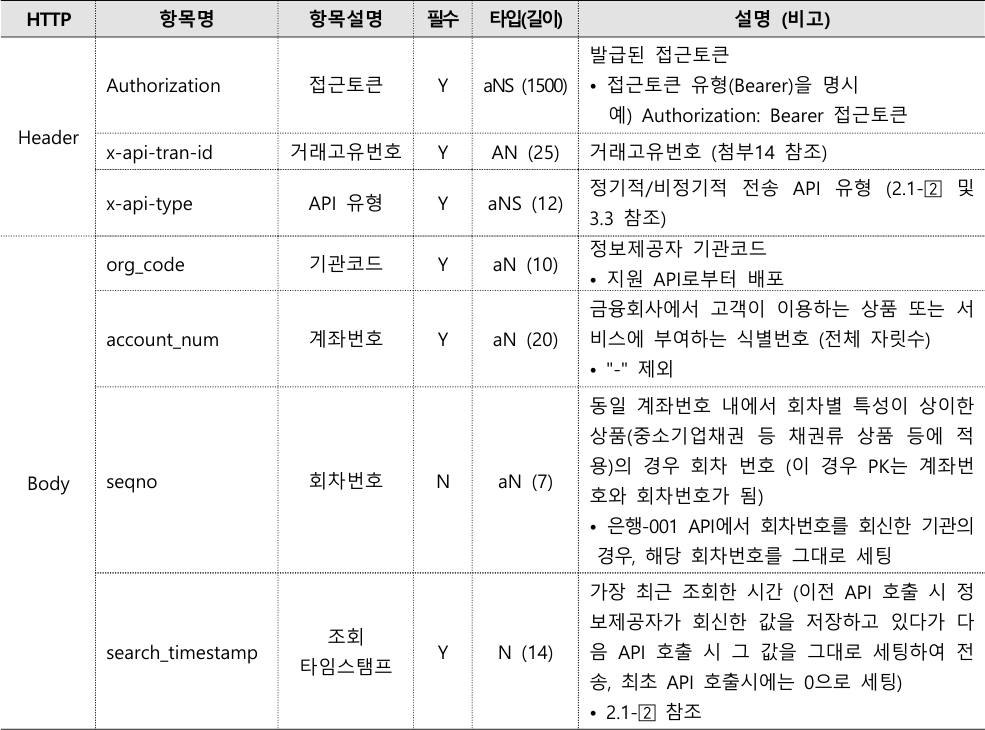 HTTP 항목명 항목설명 필수 타입(길이) 설명 (비고)
Header
Authorization 접근토큰 Y aNS (1500)
발급된 접근토큰
• 접근토큰 유형(Bearer)을 명시
예) Authorization: Bearer 접근토큰
x-api-tran-id 거래고유번호 Y AN (25) 거래고유번호 (첨부14 참조)
x-api-type API 유형 Y aNS (12)
정기적/비정기적 전송 API 유형 (2.1-2 및
3.3 참조)
Body
org_code 기관코드 Y aN (10)
정보제공자 기관코드
• 지원 API로부터 배포
account_num 계좌번호 Y aN (20)
금융회사에서 고객이 이용하는 상품 또는 서
비스에 부여하는 식별번호 (전체 자릿수)
• "-" 제외
seqno 회차번호 N aN (7)
동일 계좌번호 내에서 회차별 특성이 상이한
상품(중소기업채권 등 채권류 상품 등에 적
용)의 경우 회차 번호 (이 경우 PK는 계좌번
호와 회차번호가 됨)
• 은행-001 API에서 회차번호를 회신한 기관의
경우, 해당 회차번호를 그대로 세팅
search_timestamp
조회
타임스탬프
Y N (14)
가장 최근 조회한 시간 (이전 API 호출 시 정
보제공자가 회신한 값을 저장하고 있다가 다
음 API 호출 시 그 값을 그대로 세팅하여 전
송, 최초 API 호출시에는 0으로 세팅)
• 2.1-2 참조